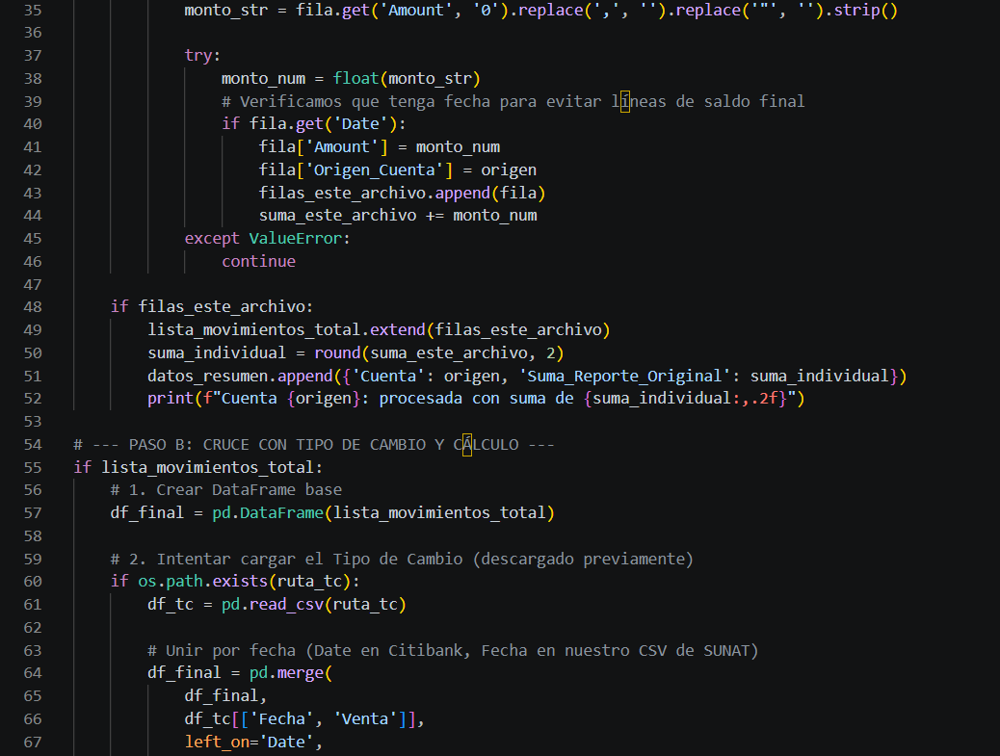 35 monto_str = fila.get('Amount', '0').replace(',', '').replace('"', '').strip()
36
37 try:
38 monto_num = float(monto_str)
39 # Verificamos que tenga fecha para evitar líneas de saldo final
40 if fila.get('Date'):
41 fila['Amount'] = monto_num
42 fila['Origen_Cuenta'] = origen
43 filas_este_archivo.append(fila)
44 suma_este_archivo += monto_num
45 except ValueError:
46 continue
47
48 if filas_este_archivo:
49 lista_movimientos_total.extend(filas_este_archivo)
50 suma_individual = round(suma_este_archivo, 2)
51 datos_resumen.append({'Cuenta': origen, 'Suma_Reporte_Original': suma_individual})
52 print(f"Cuenta {origen}: procesada con suma de {suma_individual:,.2f}")
53
54 # --- PASO B: CRUCE CON TIPO DE CAMBIO Y CÁLCULO ---
55 if lista_movimientos_total:
56 # 1. Crear DataFrame base
57 df_final = pd.DataFrame(lista_movimientos_total)
58
59 # 2. Intentar cargar el Tipo de Cambio (descargado previamente)
60 if os.path.exists(ruta_tc):
61 df_tc = pd.read_csv(ruta_tc)
62
63 # Unir por fecha (Date en Citibank, Fecha en nuestro CSV de SUNAT)
64 df_final = pd.merge(
65 df_final,
66 df_tc[['Fecha', 'Venta']],
67 left_on='Date',